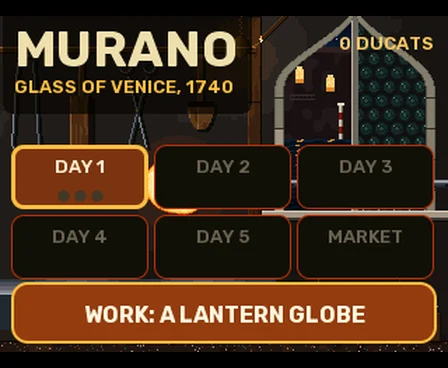 MURANO
0 DUCATS
GLASS OF VENICE, 1740
DAY 1
DAY 2
DAY 3
DAY 4
DAY 5
MARKET
WORK: A LANTERN GLOBE